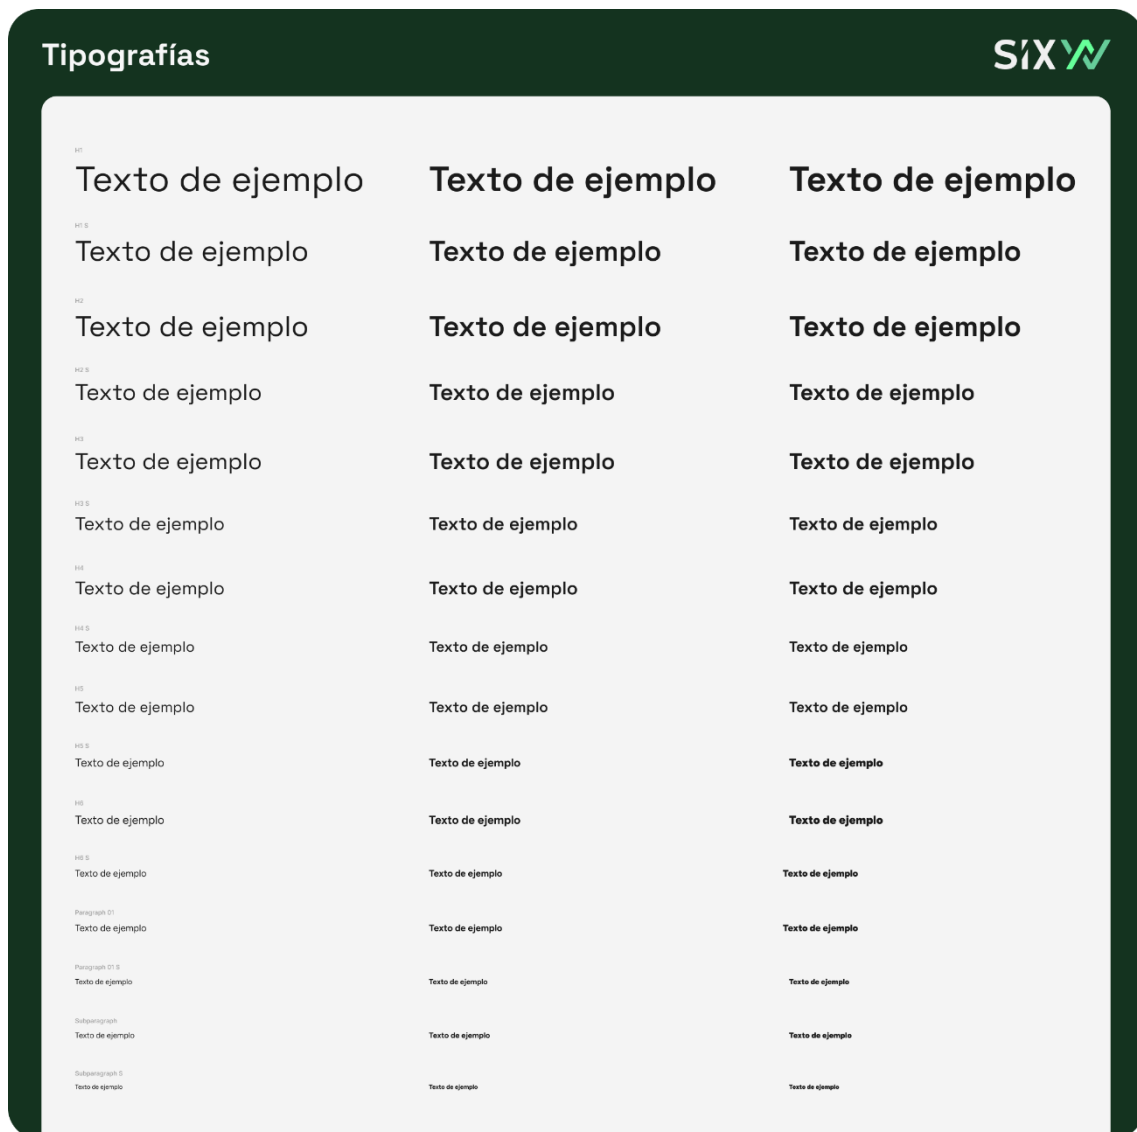 Tipografías
SIX
H1
Texto de ejemplo Texto de ejemplo Texto de ejemplo
H1 S
Texto de ejemplo Texto de ejemplo Texto de ejemplo
H2
Texto de ejemplo Texto de ejemplo Texto de ejemplo
H2 S
Texto de ejemplo Texto de ejemplo Texto de ejemplo
H3
Texto de ejemplo Texto de ejemplo Texto de ejemplo
H3 S
Texto de ejemplo Texto de ejemplo Texto de ejemplo
H4
Texto de ejemplo Texto de ejemplo Texto de ejemplo
H4 S
Texto de ejemplo Texto de ejemplo Texto de ejemplo
H5
Texto de ejemplo Texto de ejemplo Texto de ejemplo
H5 S
Texto de ejemplo Texto de ejemplo Texto de ejemplo
H6
Texto de ejemplo Texto de ejemplo Texto de ejemplo
H6 S
Texto de ejemplo Texto de ejemplo Texto de ejemplo
Paragraph 01
Texto de ejemplo Texto de ejemplo Texto de ejemplo
Paragraph 01 S
Texto de ejemplo Texto de ejemplo Texto de ejemplo
Subparagraph
Texto de ejemplo Texto de ejemplo Texto de ejemplo
Subparagraph S
Texto de ejemplo Texto de ejemplo Texto de ejemplo